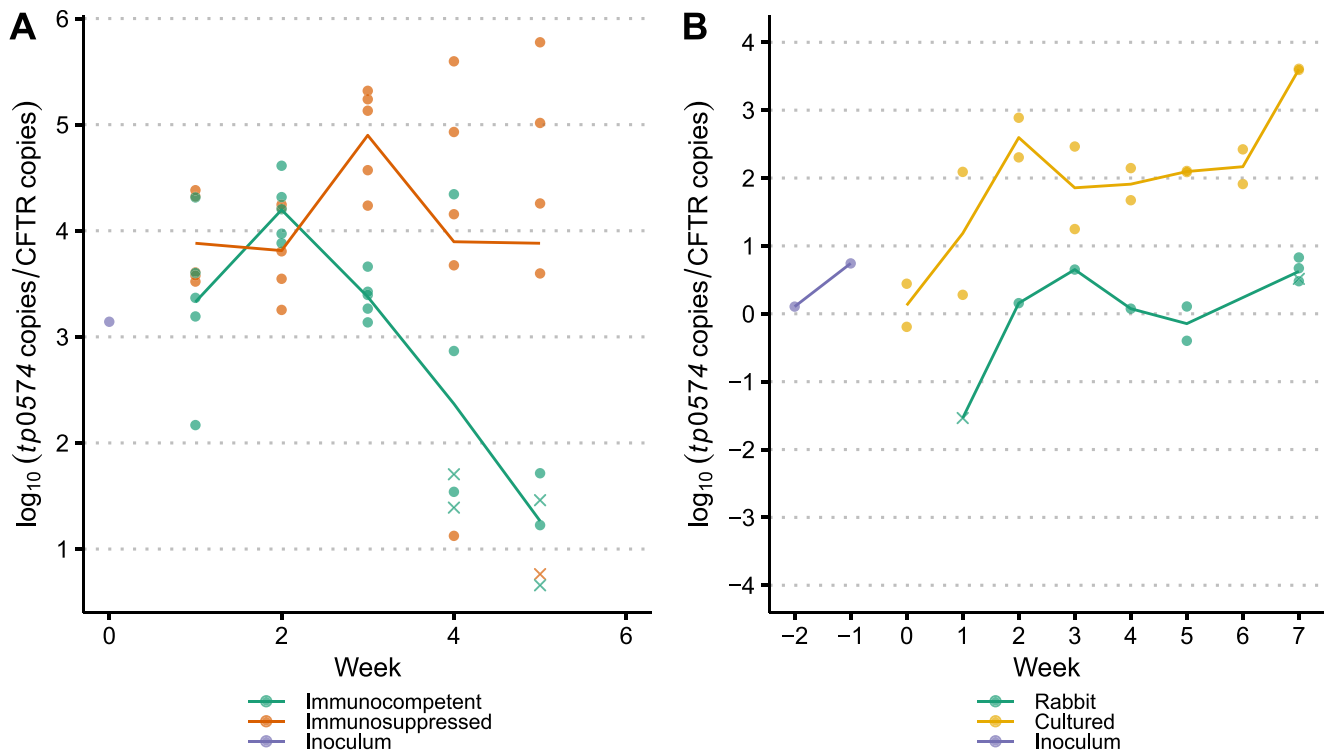 A
6
5
4
3
2
1
log₁₀ (tp0574 copies/CFTR copies)
0 2 4 6
Week
Immunocompetent
Immunosuppressed
Inoculum
B
4
3
2
1
0
−1
−2
−3
−4
log₁₀ (tp0574 copies/CFTR copies)
−2 −1 0 1 2 3 4 5 6 7
Week
Rabbit
Cultured
Inoculum